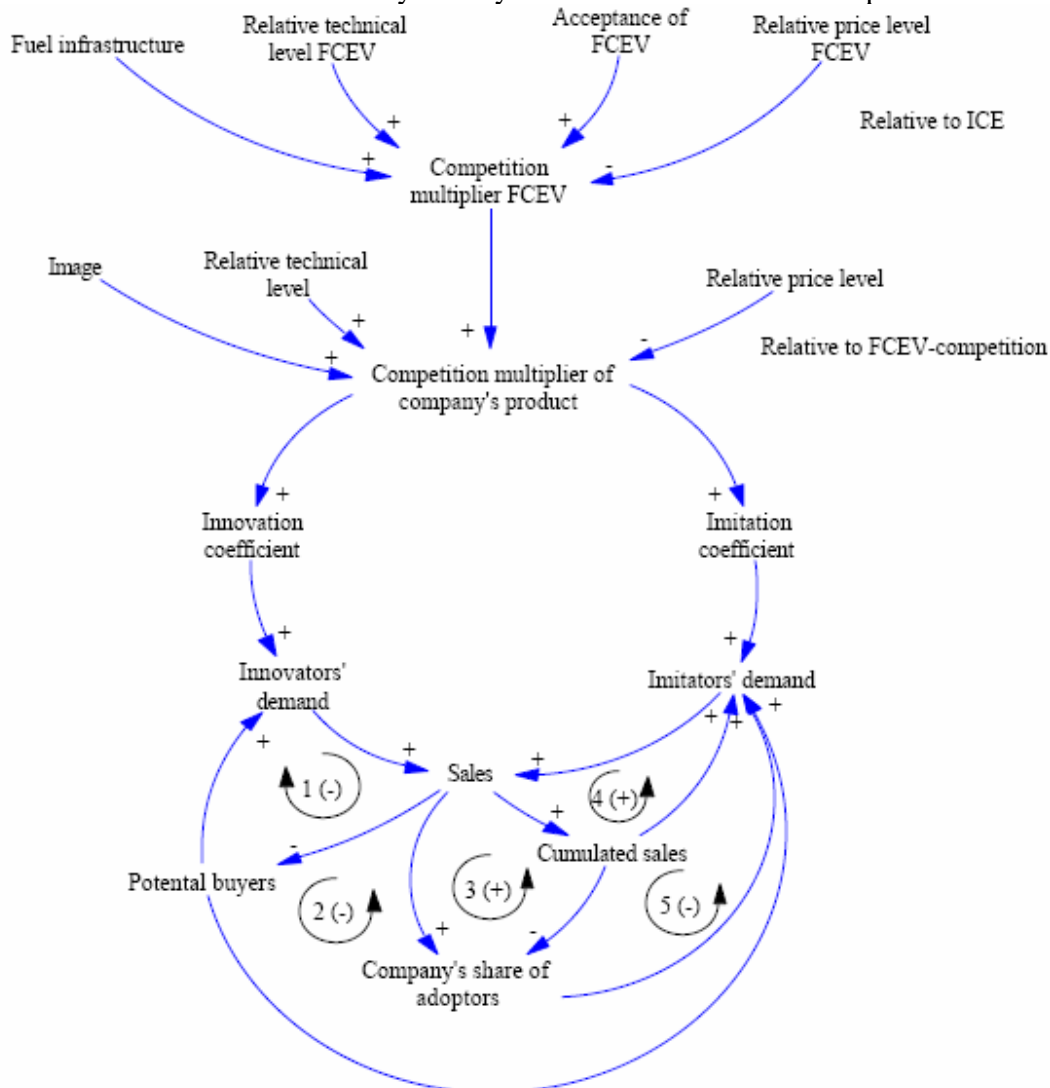 Fuel infrastructure
Relative technical
level FCEV
Acceptance of
FCEV
Relative price level
FCEV
Relative to ICE
+
+
+
-
Competition
multiplier FCEV
Image
Relative technical
level
Relative price level
Relative to FCEV-competition
+
+
+
-
Competition multiplier of
company's product
+
+
Innovation
coefficient
Imitation
coefficient
+
+
Innovators'
demand
Imitators' demand
+
+
+
+
+
+
Sales
1 (-)
4 (+)
-
+
Cumulated sales
Potental buyers
2 (-)
3 (+)
5 (-)
+
-
Company's share of
adoptors